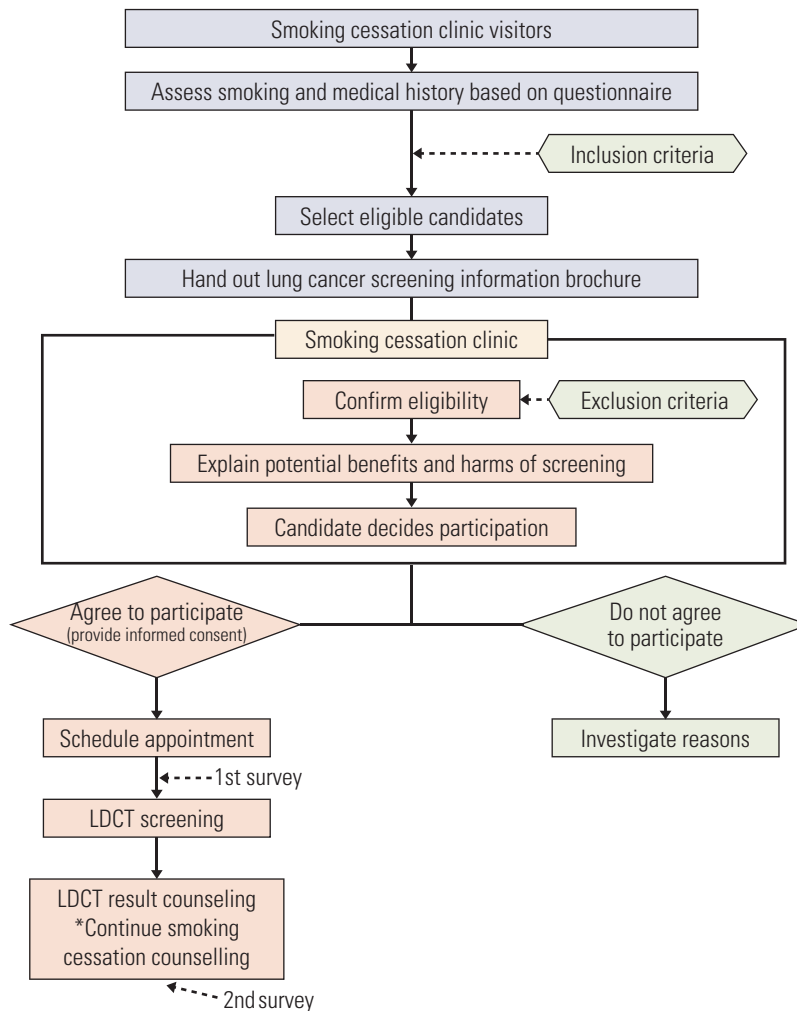 Smoking cessation clinic visitors
Assess smoking and medical history based on questionnaire
Inclusion criteria
Select eligible candidates
Hand out lung cancer screening information brochure
Smoking cessation clinic
Confirm eligibility
Exclusion criteria
Explain potential benefits and harms of screening
Candidate decides participation
Agree to participate
(provide informed consent)
Do not agree
to participate
Schedule appointment
Investigate reasons
1st survey
LDCT screening
LDCT result counseling
*Continue smoking
cessation counselling
2nd survey